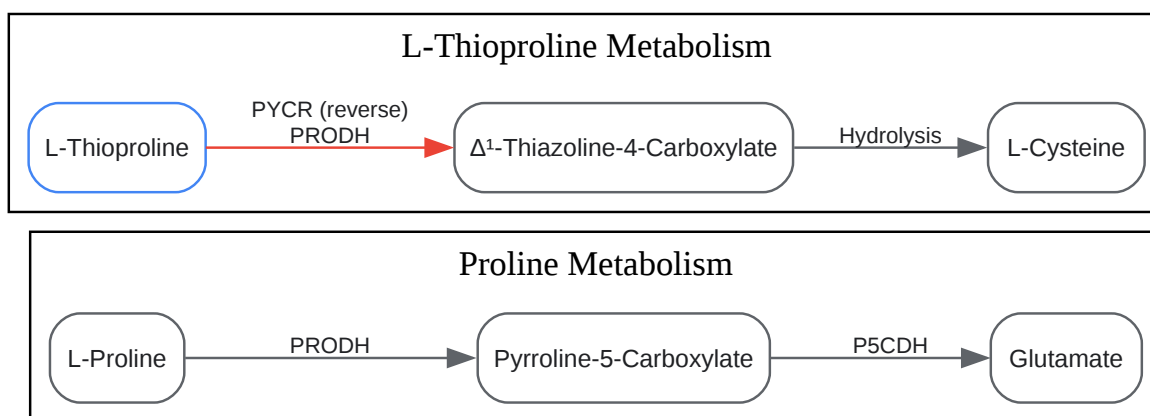 L-Thioproline Metabolism
PYCR (reverse)
L-Thioproline
PRODH
Δ¹-Thiazoline-4-Carboxylate
Hydrolysis
L-Cysteine
Proline Metabolism
L-Proline
PRODH
Pyrroline-5-Carboxylate
P5CDH
Glutamate